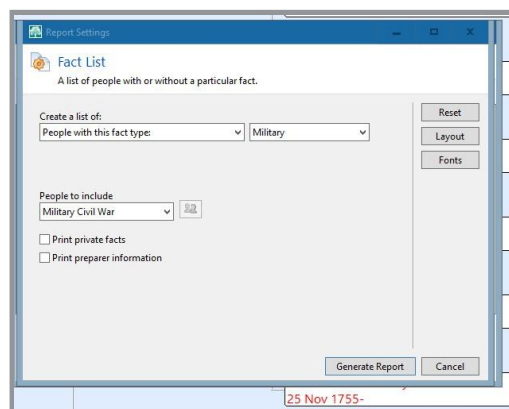 Report Settings
Fact List
A list of people with or without a particular fact.
Create a list of:
People with this fact type:
Military
People to include
Military Civil War
Print private facts
Print preparer information
Reset
Layout
Fonts
Generate Report
Cancel
25 Nov 1755-